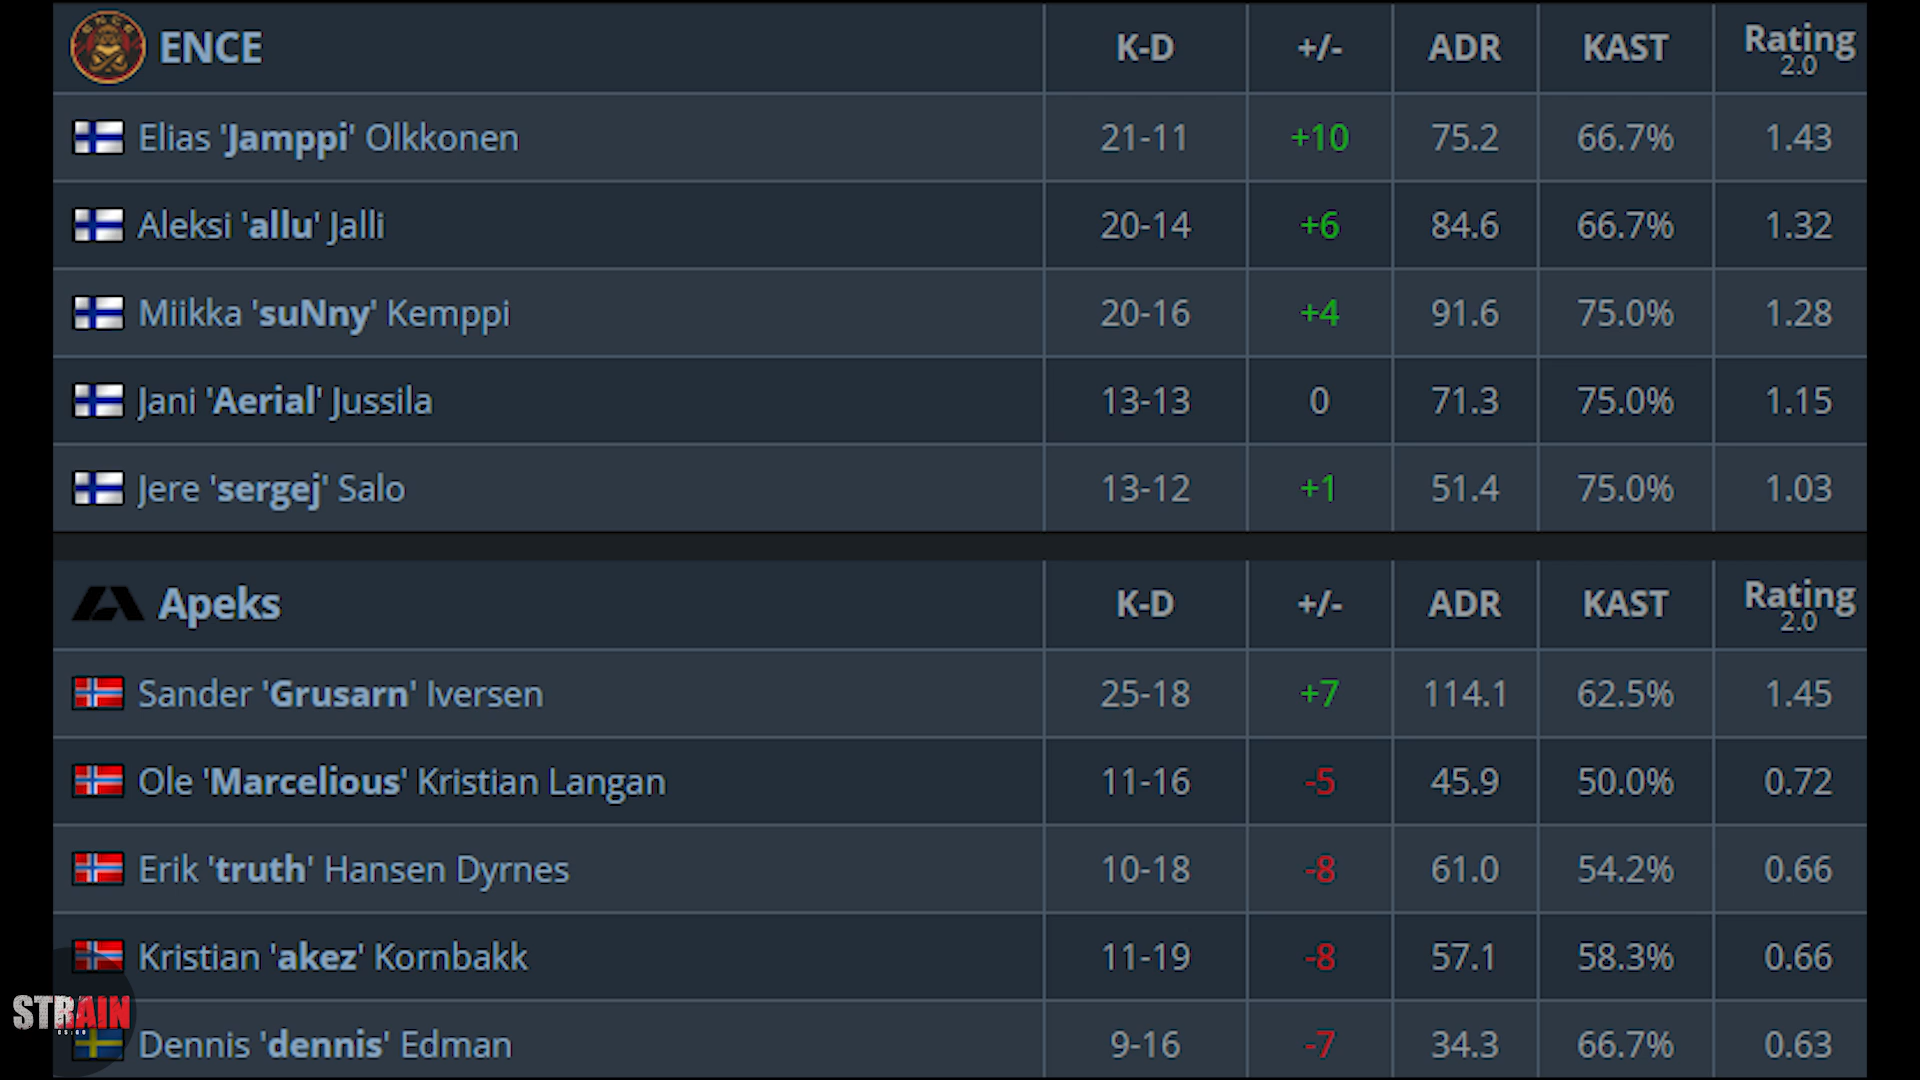 ENCE K-D +/- ADR KAST Rating 2.0
Elias 'Jamppi' Olkkonen 21-11 +10 75.2 66.7% 1.43
Aleksi 'allu' Jalli 20-14 +6 84.6 66.7% 1.32
Miikka 'suNny' Kemppi 20-16 +4 91.6 75.0% 1.28
Jani 'Aerial' Jussila 13-13 0 71.3 75.0% 1.15
Jere 'sergej' Salo 13-12 +1 51.4 75.0% 1.03
Apeks K-D +/- ADR KAST Rating 2.0
Sander 'Grusarn' Iversen 25-18 +7 114.1 62.5% 1.45
Ole 'Marcelious' Kristian Langan 11-16 -5 45.9 50.0% 0.72
Erik 'truth' Hansen Dyrnes 10-18 -8 61.0 54.2% 0.66
Kristian 'akez' Kornbakk 11-19 -8 57.1 58.3% 0.66
STRAIN
Dennis 'dennis' Edman 9-16 -7 34.3 66.7% 0.63